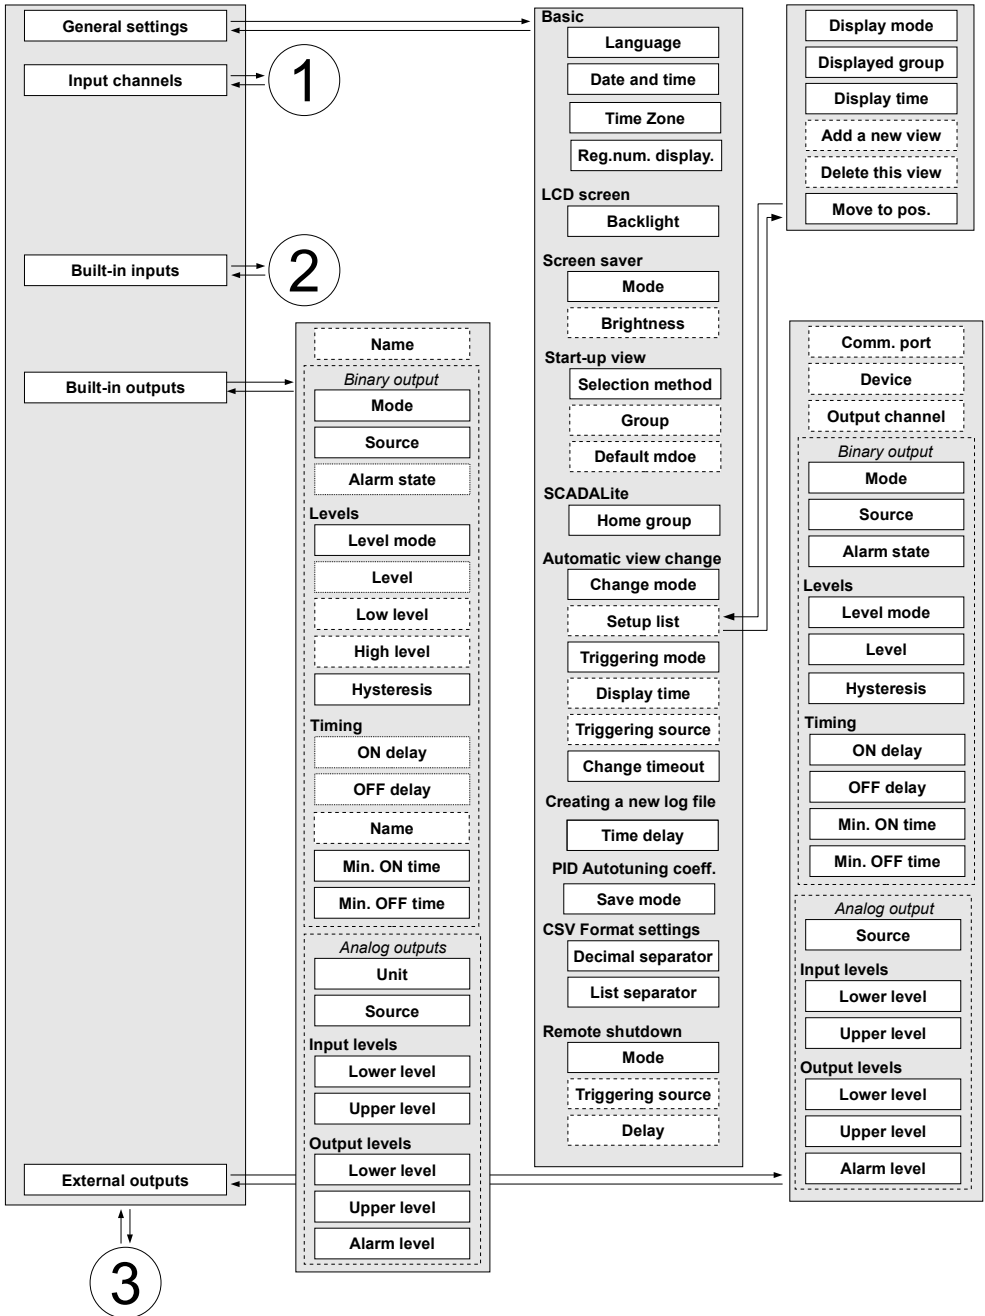 General settings
Input channels
1
Built-in inputs
2
Built-in outputs
External outputs
3
Name
Binary output
Mode
Source
Alarm state
Levels
Level mode
Level
Low level
High level
Hysteresis
Timing
ON delay
OFF delay
Name
Min. ON time
Min. OFF time
Analog outputs
Unit
Source
Input levels
Lower level
Upper level
Output levels
Lower level
Upper level
Alarm level
Basic
Language
Date and time
Time Zone
Reg.num. display.
LCD screen
Backlight
Screen saver
Mode
Brightness
Start-up view
Selection method
Group
Default mdoe
SCADALite
Home group
Automatic view change
Change mode
Setup list
Triggering mode
Display time
Triggering source
Change timeout
Creating a new log file
Time delay
PID Autotuning coeff.
Save mode
CSV Format settings
Decimal separator
List separator
Remote shutdown
Mode
Triggering source
Delay
Display mode
Displayed group
Display time
Add a new view
Delete this view
Move to pos.
Comm. port
Device
Output channel
Binary output
Mode
Source
Alarm state
Levels
Level mode
Level
Hysteresis
Timing
ON delay
OFF delay
Min. ON time
Min. OFF time
Analog output
Source
Input levels
Lower level
Upper level
Output levels
Lower level
Upper level
Alarm level